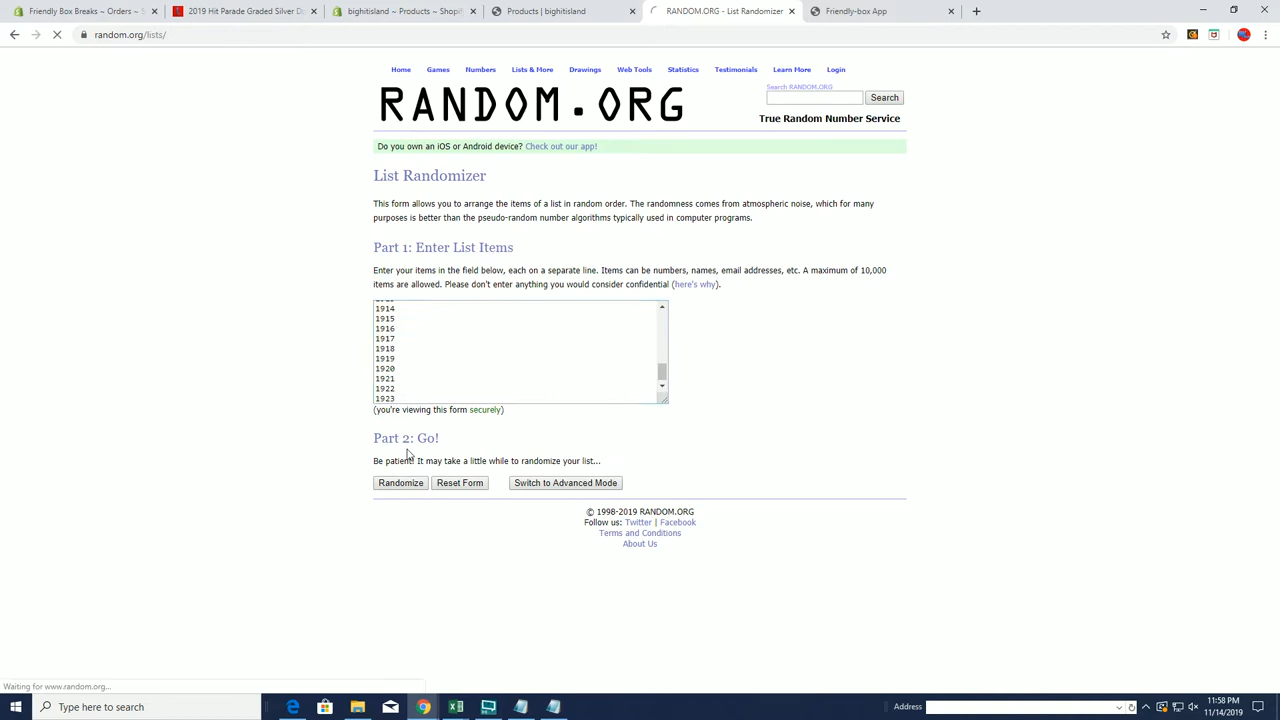 Friendly Box Breaks ~ Orders ~ S
2019 Hit Parade Graded Silver D
bighitisland ~ Products ~ Shopif
Products | bighitisland
RANDOM.ORG - List Randomizer
Friendly-box App
random.org/lists/
Home
Games
Numbers
Lists & More
Drawings
Web Tools
Statistics
Testimonials
Learn More
Login
RANDOM.ORG
Search RANDOM.ORG
Search
True Random Number Service
Do you own an iOS or Android device? Check out our app!
List Randomizer
This form allows you to arrange the items of a list in random order. The randomness comes from atmospheric noise, which for many
purposes is better than the pseudo-random number algorithms typically used in computer programs.
Part 1: Enter List Items
Enter your items in the field below, each on a separate line. Items can be numbers, names, email addresses, etc. A maximum of 10,000
items are allowed. Please don't enter anything you would consider confidential (here's why).
1914
1915
1916
1917
1918
1919
1920
1921
1922
1923
(you're viewing this form securely)
Part 2: Go!
Be patient! It may take a little while to randomize your list...
Randomize
Reset Form
Switch to Advanced Mode
© 1998-2019 RANDOM.ORG
Follow us: Twitter | Facebook
Terms and Conditions
About Us
Waiting for www.random.org...
Type here to search
Address
11:58 PM
11/14/2019